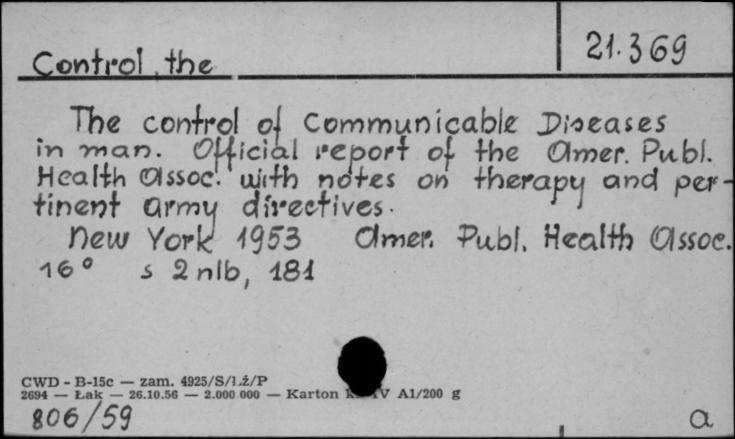 21.369
Control, the
The control of Communicable Diseases
in man. Official report of the Amer. Publ.
Health Assoc. with notes on therapy and per-
tinent army directives.
New York 1953 Amer. Publ. Health Assoc.
16° s 2 nlb, 181
CWD - B-15c — zam. 4925/S/1.ż/P
2694 — Łak — 26.10.56 — 2.000 000 — Karton A1/200 g
806/59
a